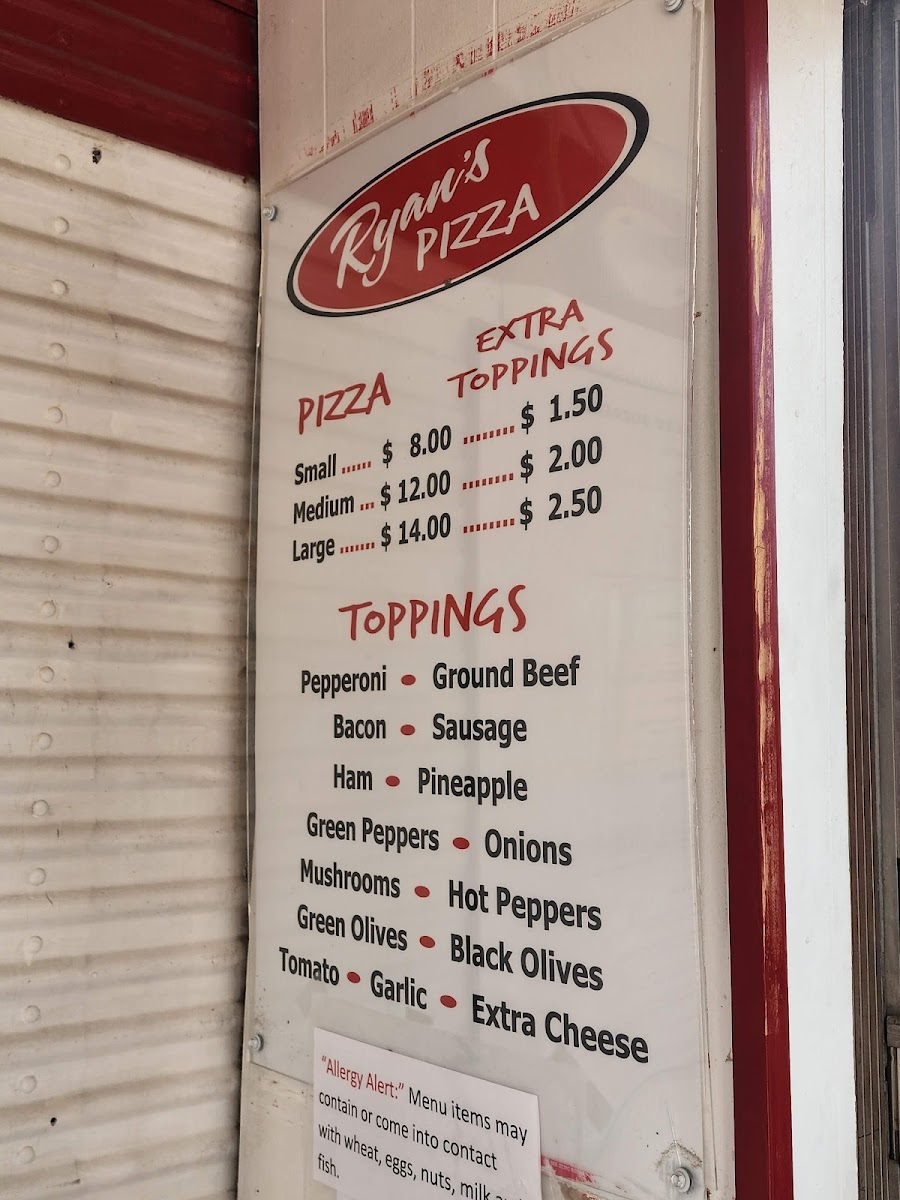 Ryan's
PIZZA
PIZZA
EXTRA
TOPPINGS
Small ...... $ 8.00 ........ $ 1.50
Medium ... $ 12.00 ........ $ 2.00
Large ....... $ 14.00 ........ $ 2.50
TOPPINGS
Pepperoni • Ground Beef
Bacon • Sausage
Ham • Pineapple
Green Peppers • Onions
Mushrooms • Hot Peppers
Green Olives • Black Olives
Tomato • Garlic • Extra Cheese
"Allergy Alert:" Menu items may
contain or come into contact
with wheat, eggs, nuts, milk
fish.